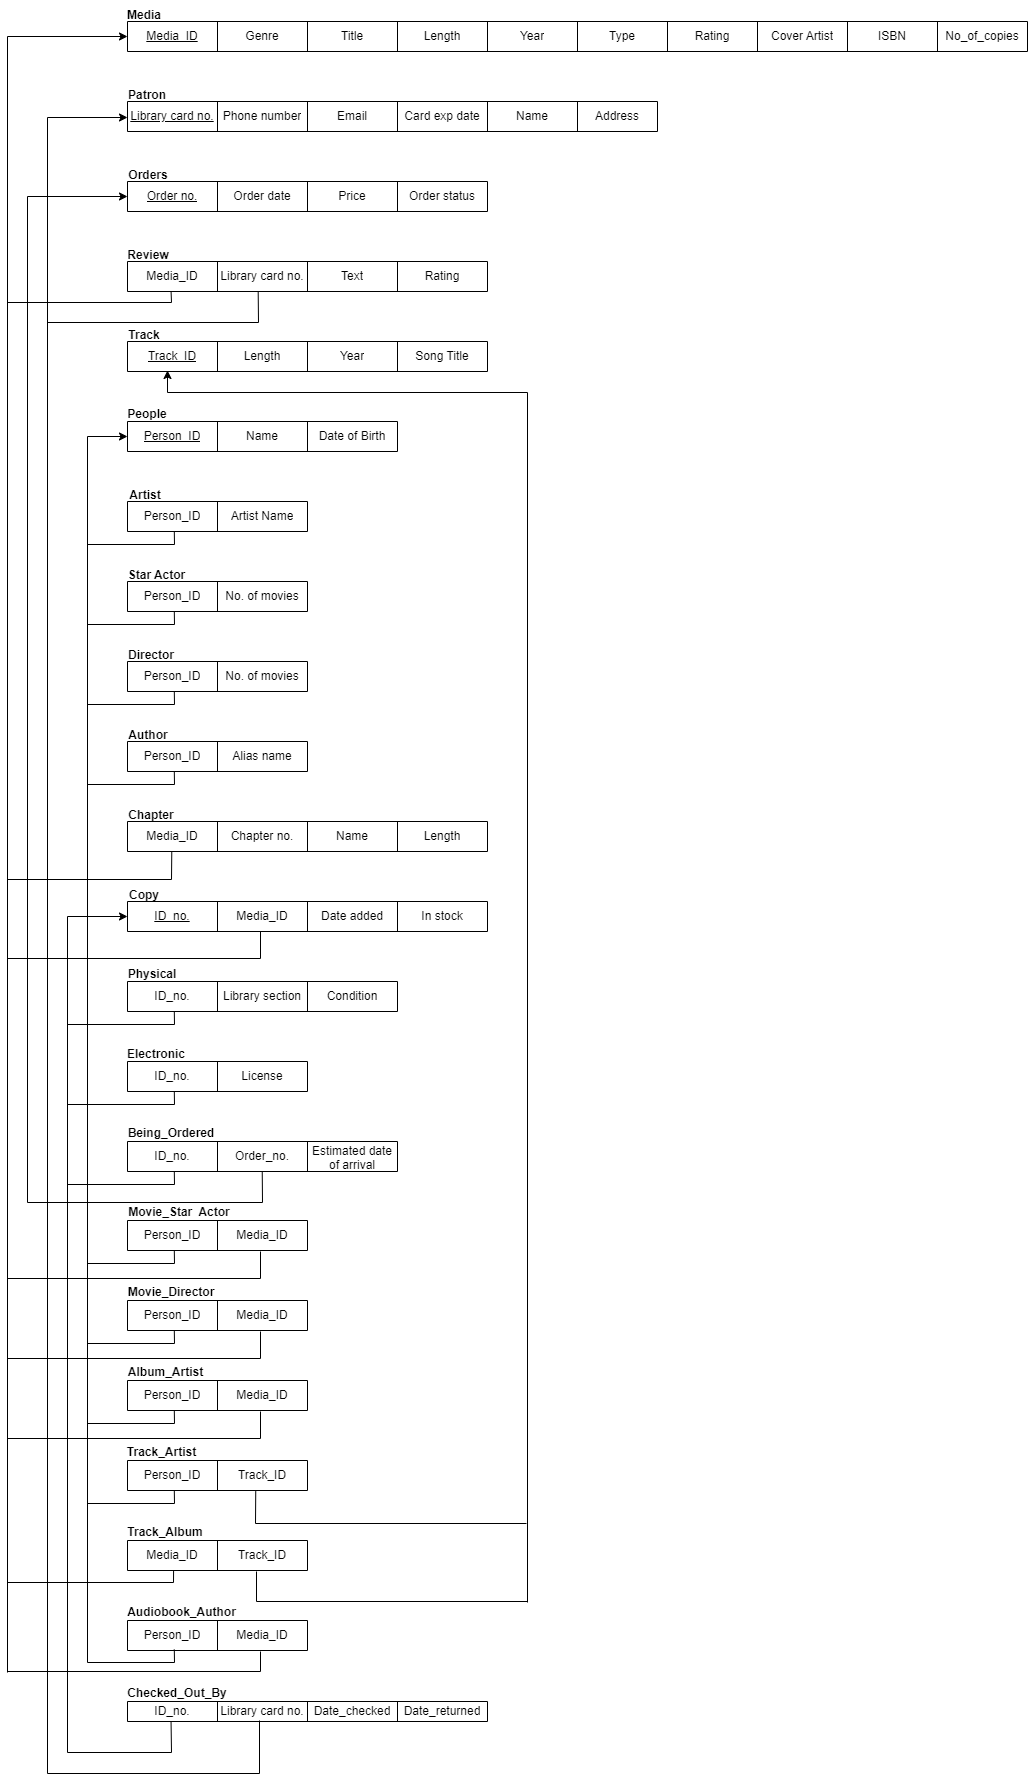 Media
Media_ID Genre Title Length Year Type Rating Cover Artist ISBN No_of_copies
Patron
Library card no. Phone number Email Card exp date Name Address
Orders
Order no. Order date Price Order status
Review
Media_ID Library card no. Text Rating
Track
Track_ID Length Year Song Title
People
Person_ID Name Date of Birth
Artist
Person_ID Artist Name
Star Actor
Person_ID No. of movies
Director
Person_ID No. of movies
Author
Person_ID Alias name
Chapter
Media_ID Chapter no. Name Length
Copy
ID_no. Media_ID Date added In stock
Physical
ID_no. Library section Condition
Electronic
ID_no. License
Being_Ordered
ID_no. Order_no. Estimated date
of arrival
Movie_Star Actor
Person_ID Media_ID
Movie_Director
Person_ID Media_ID
Album_Artist
Person_ID Media_ID
Track_Artist
Person_ID Track_ID
Track_Album
Media_ID Track_ID
Audiobook_Author
Person_ID Media_ID
Checked_Out_By
ID_no. Library card no. Date_checked Date_returned